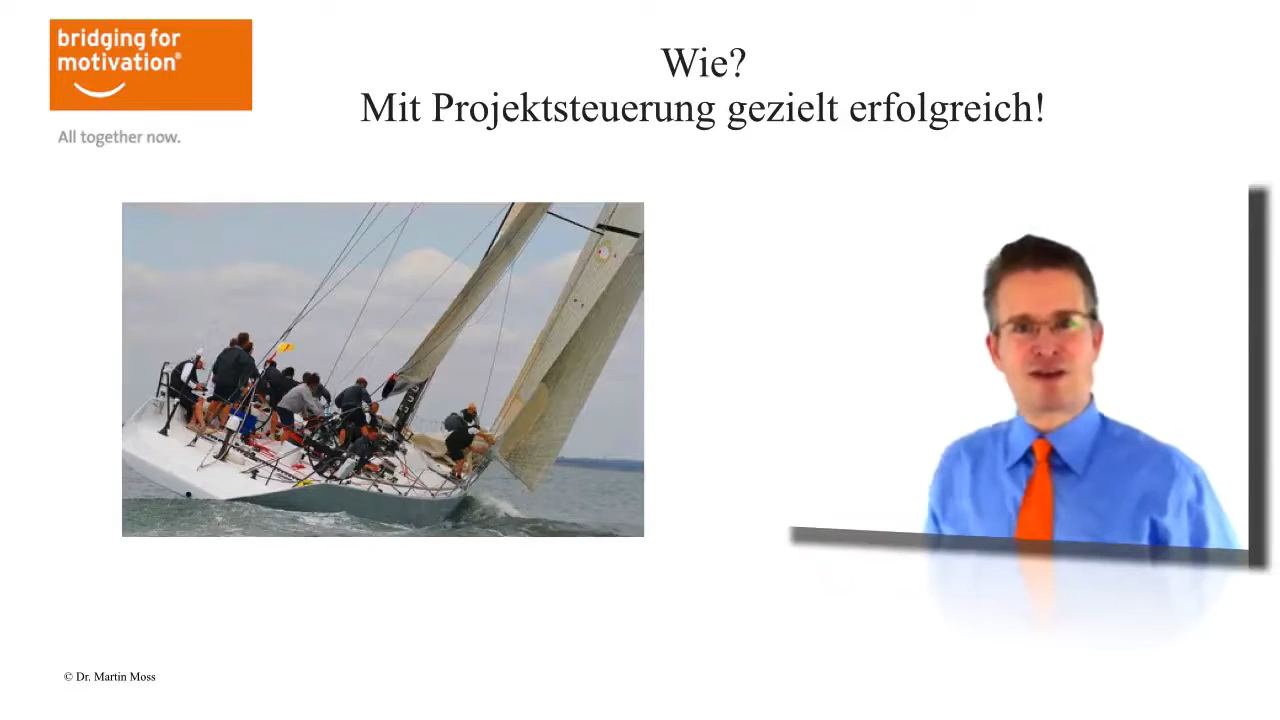 bridging for
motivation®
All together now.
Wie?
Mit Projektsteuerung gezielt erfolgreich!
© Dr. Martin Moss